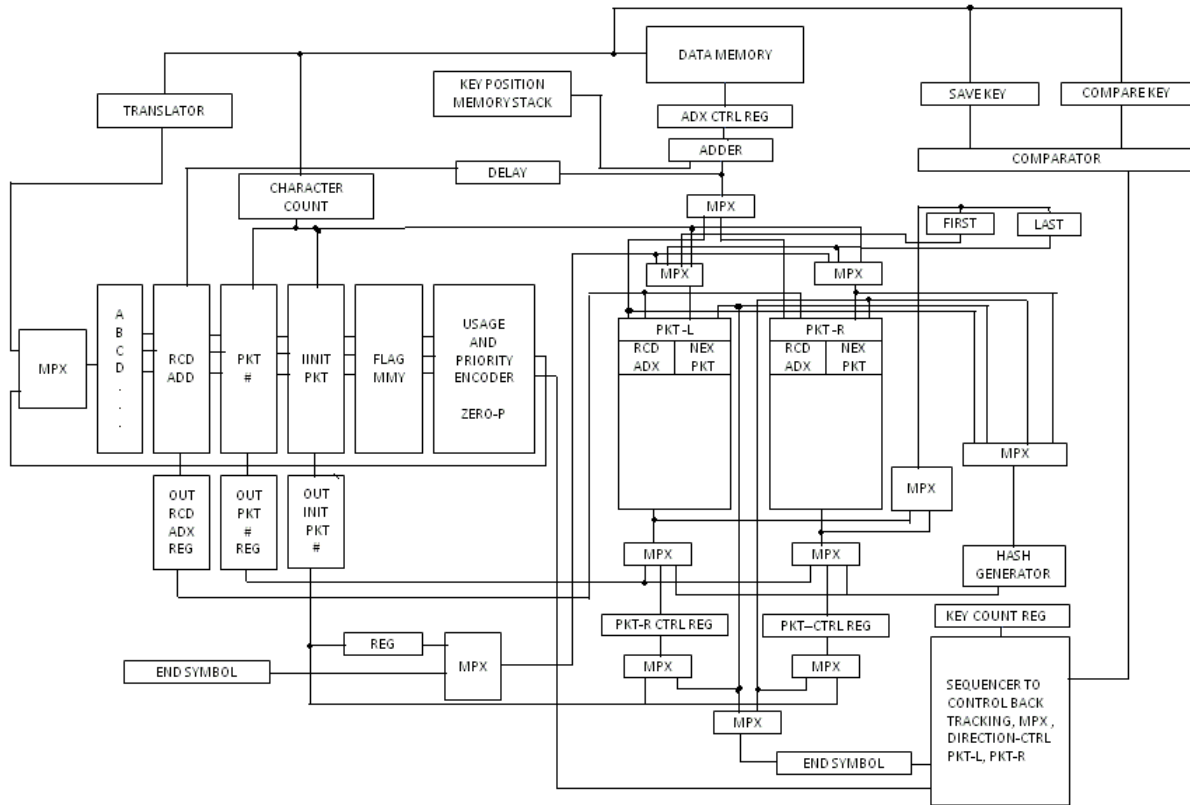 DATA MEMORY
KEY POSITION
MEMORY STACK
TRANSLATOR
SAVE KEY
COMPARE KEY
ADX CTRL REG
ADDER
COMPARATOR
DELAY
CHARACTER
COUNT
MPX
FIRST
LAST
MPX
MPX
A
B
C
D
.
.
.
RCD
ADD
PKT
#
IINIT
PKT
FLAG
MMY
USAGE
AND
PRIORITY
ENCODER
ZERO-P
MPX
PKT-L
RCD
ADX
NEX
PKT
PKT-R
RCD
ADX
NEX
PKT
MPX
MPX
OUT
RCD
ADX
REG
OUT
PKT
#
REG
OUT
INIT
PKT
#
MPX
MPX
HASH
GENERATOR
PKT-R CTRL REG
PKT-CTRL REG
KEY COUNT REG
REG
END SYMBOL
MPX
MPX
MPX
SEQUENCER TO
CONTROL BACK
TRACKING, MPX ,
DIRECTION-CTRL
PKT-L, PKT-R
MPX
END SYMBOL